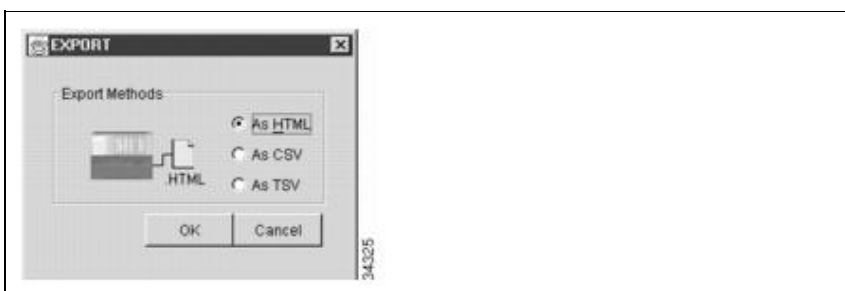 EXPORT
Export Methods
As HTML
As CSV
.HTML
As TSV
OK
Cancel
34325